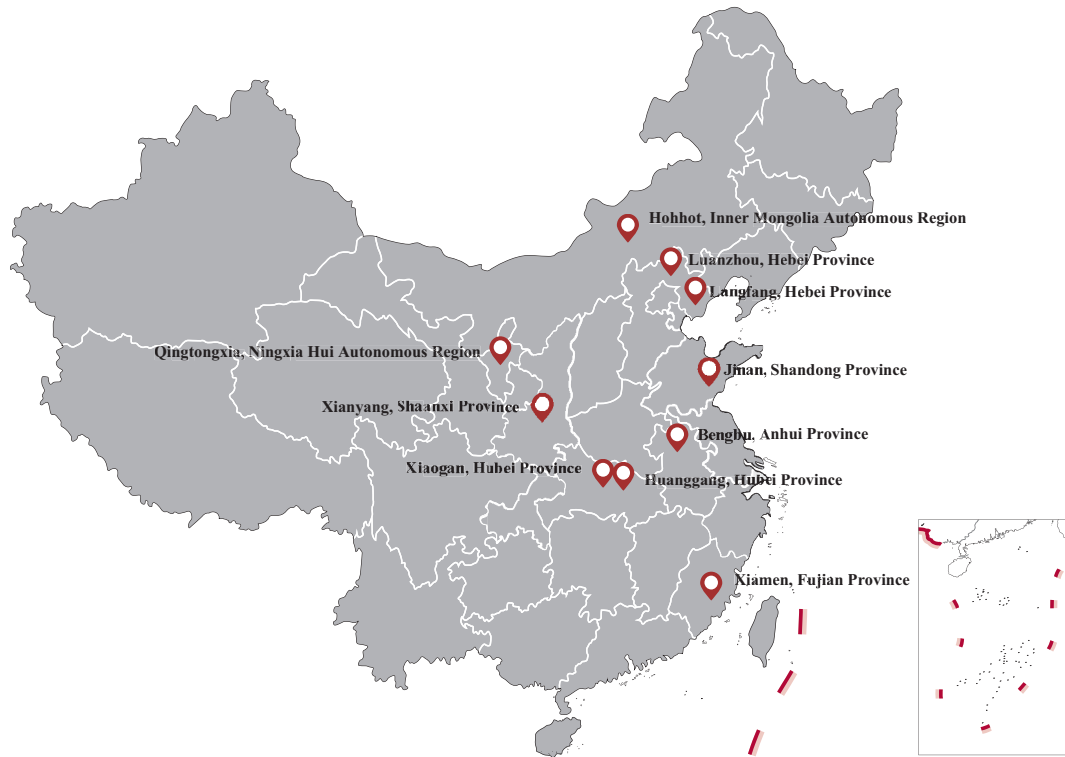 Hohhot, Inner Mongolia Autonomous Region
Luanzhou, Hebei Province
Langfang, Hebei Province
Qingtongxia, Ningxia Hui Autonomous Region
Jinan, Shandong Province
Xianyang, Shaanxi Province
Bengbu, Anhui Province
Xiaogan, Hubei Province
Huanggang, Hubei Province
Xiamen, Fujian Province